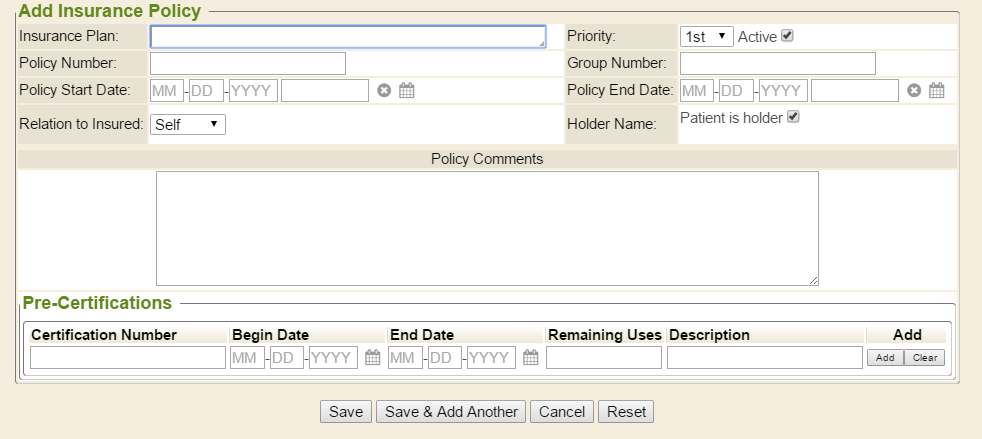 Add Insurance Policy
Insurance Plan: Priority: 1st Active
Policy Number: Group Number:
Policy Start Date: MM-DD-YYYY Policy End Date: MM-DD-YYYY
Relation to Insured: Self Holder Name: Patient is holder
Policy Comments
Pre-Certifications
Certification Number Begin Date End Date Remaining Uses Description Add
MM-DD-YYYY MM-DD-YYYY Add Clear
Save Save & Add Another Cancel Reset